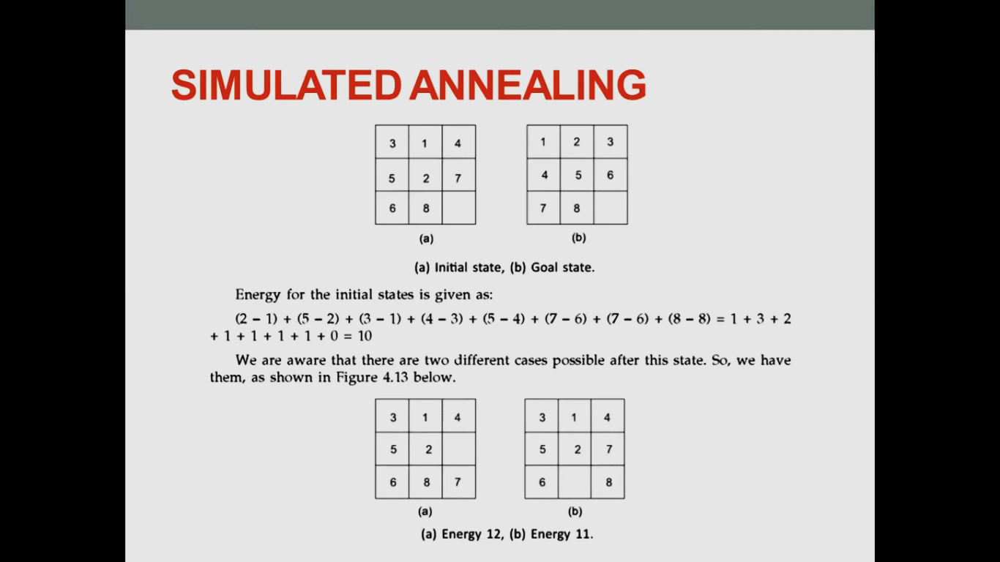 SIMULATED ANNEALING
3 1 4
5 2 7
6 8
(a)
1 2 3
4 5 6
7 8
(b)
(a) Initial state, (b) Goal state.
Energy for the initial states is given as:
(2 – 1) + (5 – 2) + (3 – 1) + (4 – 3) + (5 – 4) + (7 – 6) + (7 – 6) + (8 – 8) = 1 + 3 + 2
+ 1 + 1 + 1 + 1 + 0 = 10
We are aware that there are two different cases possible after this state. So, we have
them, as shown in Figure 4.13 below.
3 1 4
5 2
6 8 7
(a)
3 1 4
5 2 7
6 8
(b)
(a) Energy 12, (b) Energy 11.